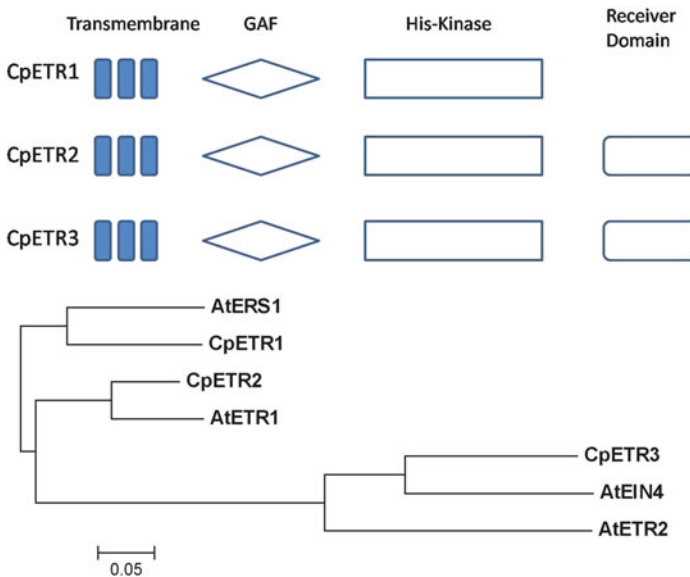 Transmembrane GAF His-Kinase Receiver
Domain
CpETR1
CpETR2
CpETR3
AtERS1
CpETR1
CpETR2
AtETR1
CpETR3
AtEIN4
AtETR2
0.05